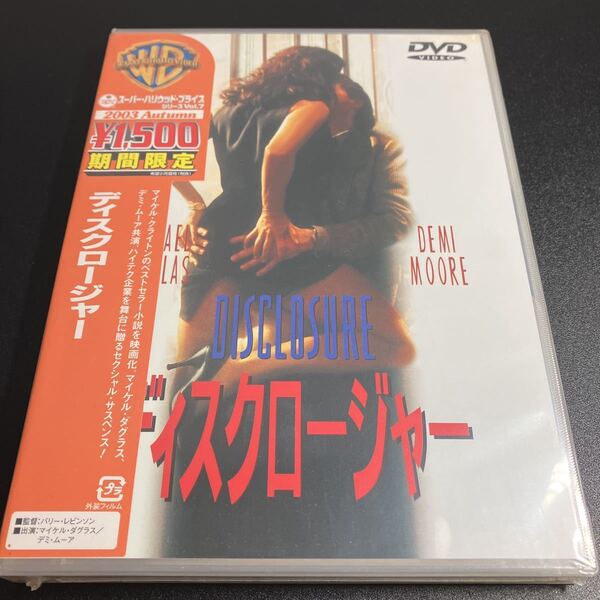 WB
スーパー・ハリウッド・プライス
シリーズ Vol.7
2003 Autumn
¥1,500
期間限定
ディスクロージャー
マイケル・クライトンのベストセラー小説を映画化。マイケル・ダグラス、
デミ・ムーア共演、ハイテク企業を舞台に贈るセクシャル・サスペンス!
プラ
外装フィルム
■監督:バリー・レビンソン
■出演:マイケル・ダグラス/
デミ・ムーア
DVD
VIDEO
DEMI
MOORE
DISCLOSURE
ディスクロージャー